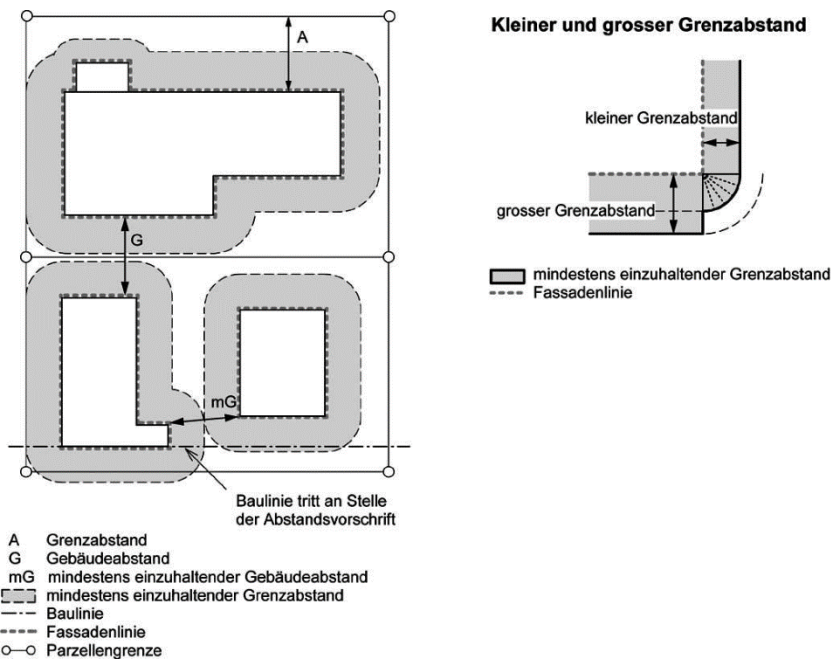 A
G
mG
Baulinie tritt an Stelle
der Abstandsvorschrift
A Grenzabstand
G Gebäudeabstand
mG mindestens einzuhaltender Gebäudeabstand
mindestens einzuhaltender Grenzabstand
Baulinie
Fassadenlinie
Parzellengrenze
Kleiner und grosser Grenzabstand
kleiner Grenzabstand
grosser Grenzabstand
mindestens einzuhaltender Grenzabstand
Fassadenlinie